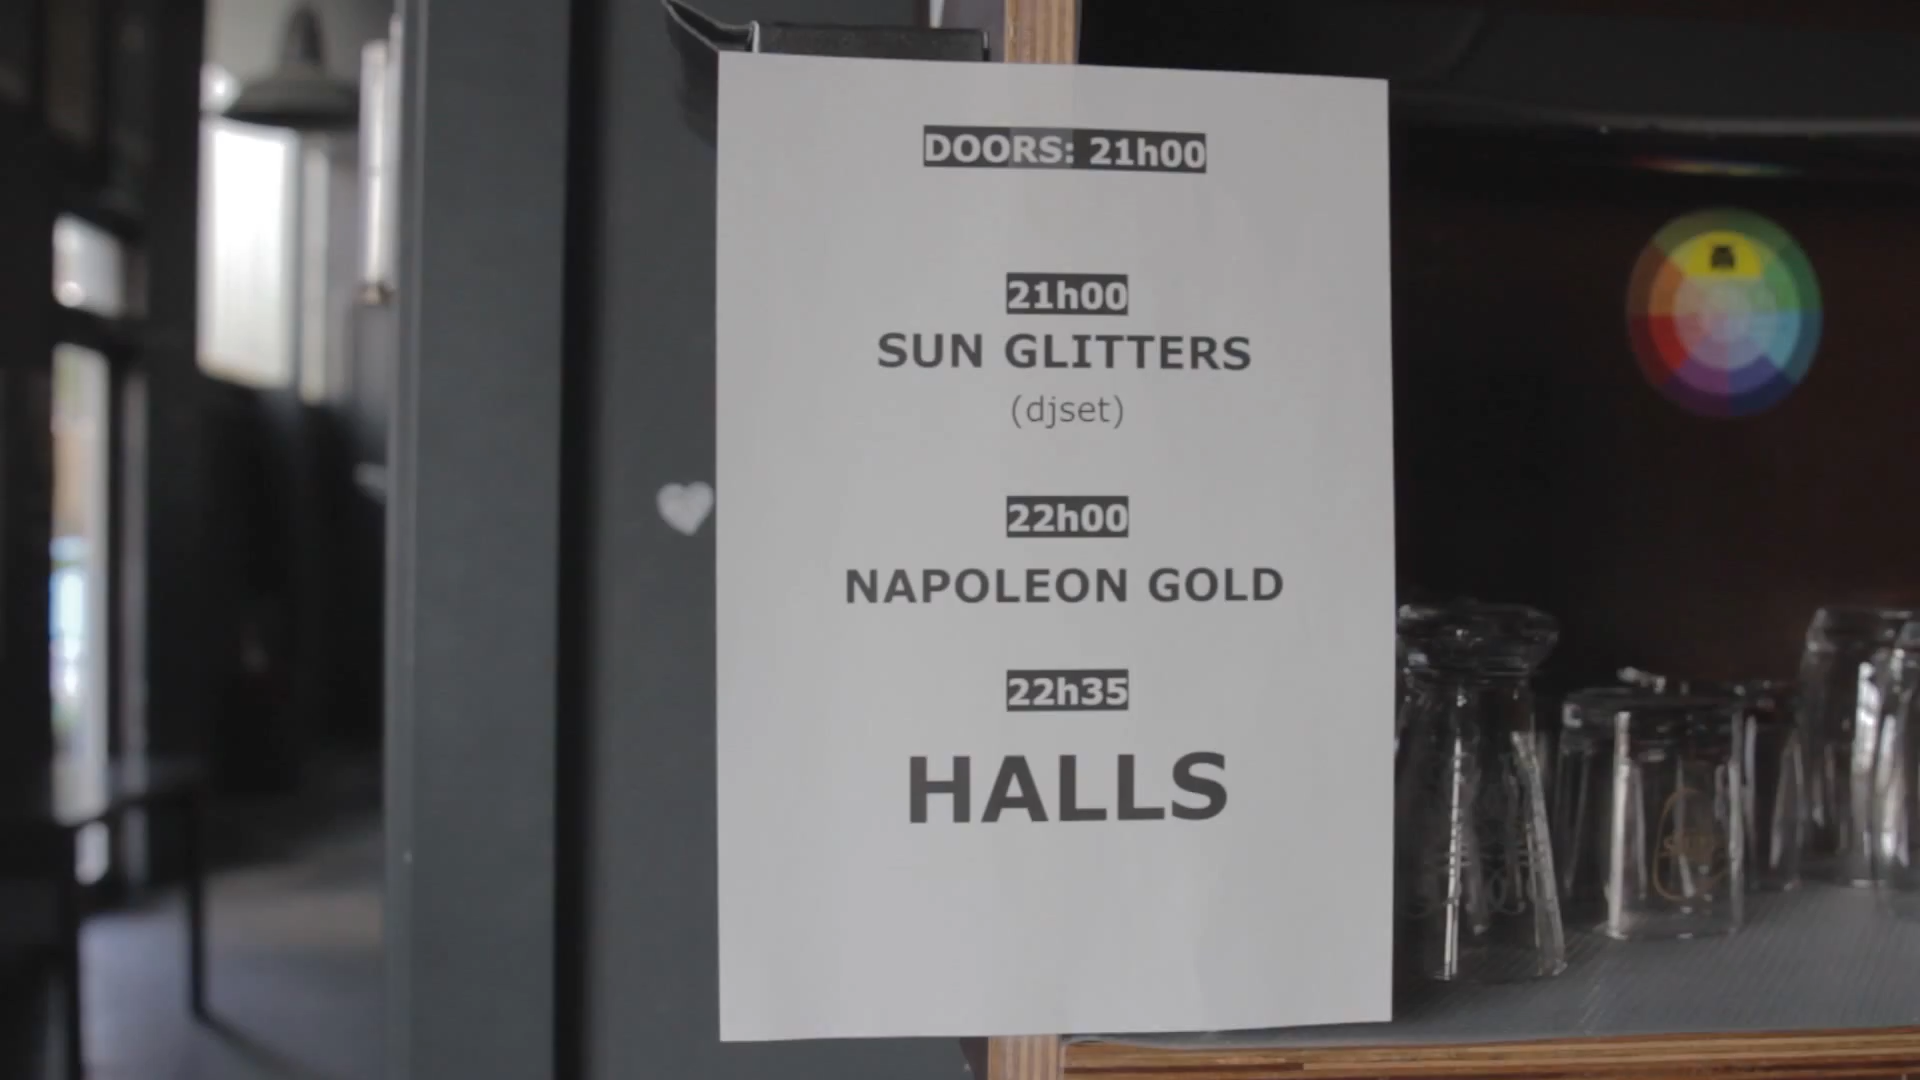 DOORS: 21h00
21h00
SUN GLITTERS
(djset)
22h00
NAPOLEON GOLD
22h35
HALLS